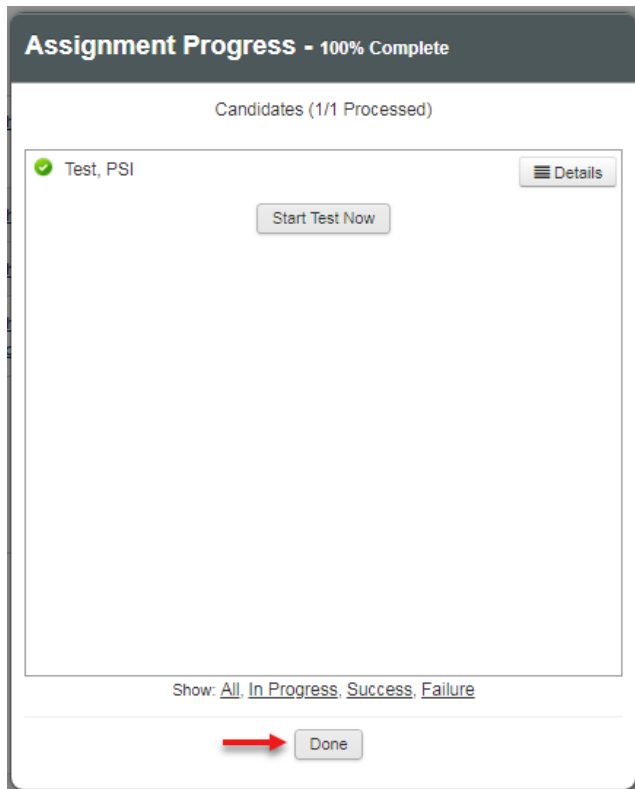 Assignment Progress - 100% Complete
Candidates (1/1 Processed)
Test, PSI
Details
Start Test Now
Show: All, In Progress, Success, Failure
Done